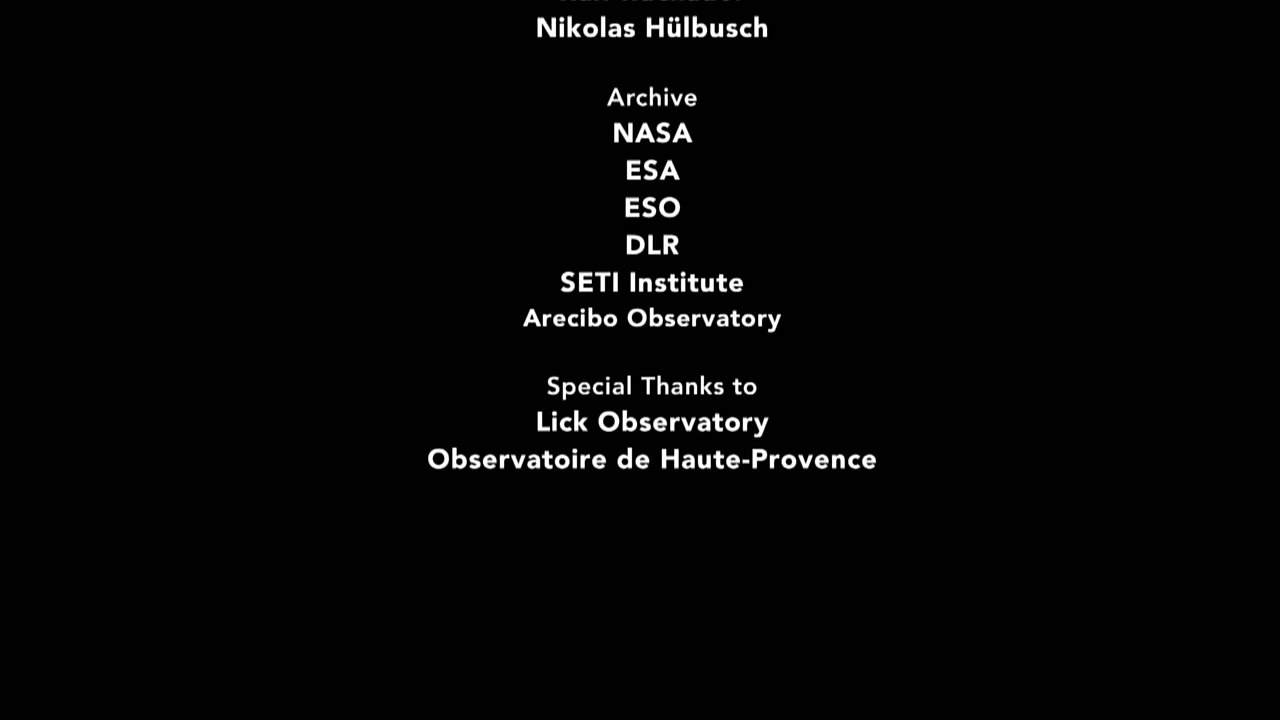 Nikolas Hülbusch
Archive
NASA
ESA
ESO
DLR
SETI Institute
Arecibo Observatory
Special Thanks to
Lick Observatory
Observatoire de Haute-Provence